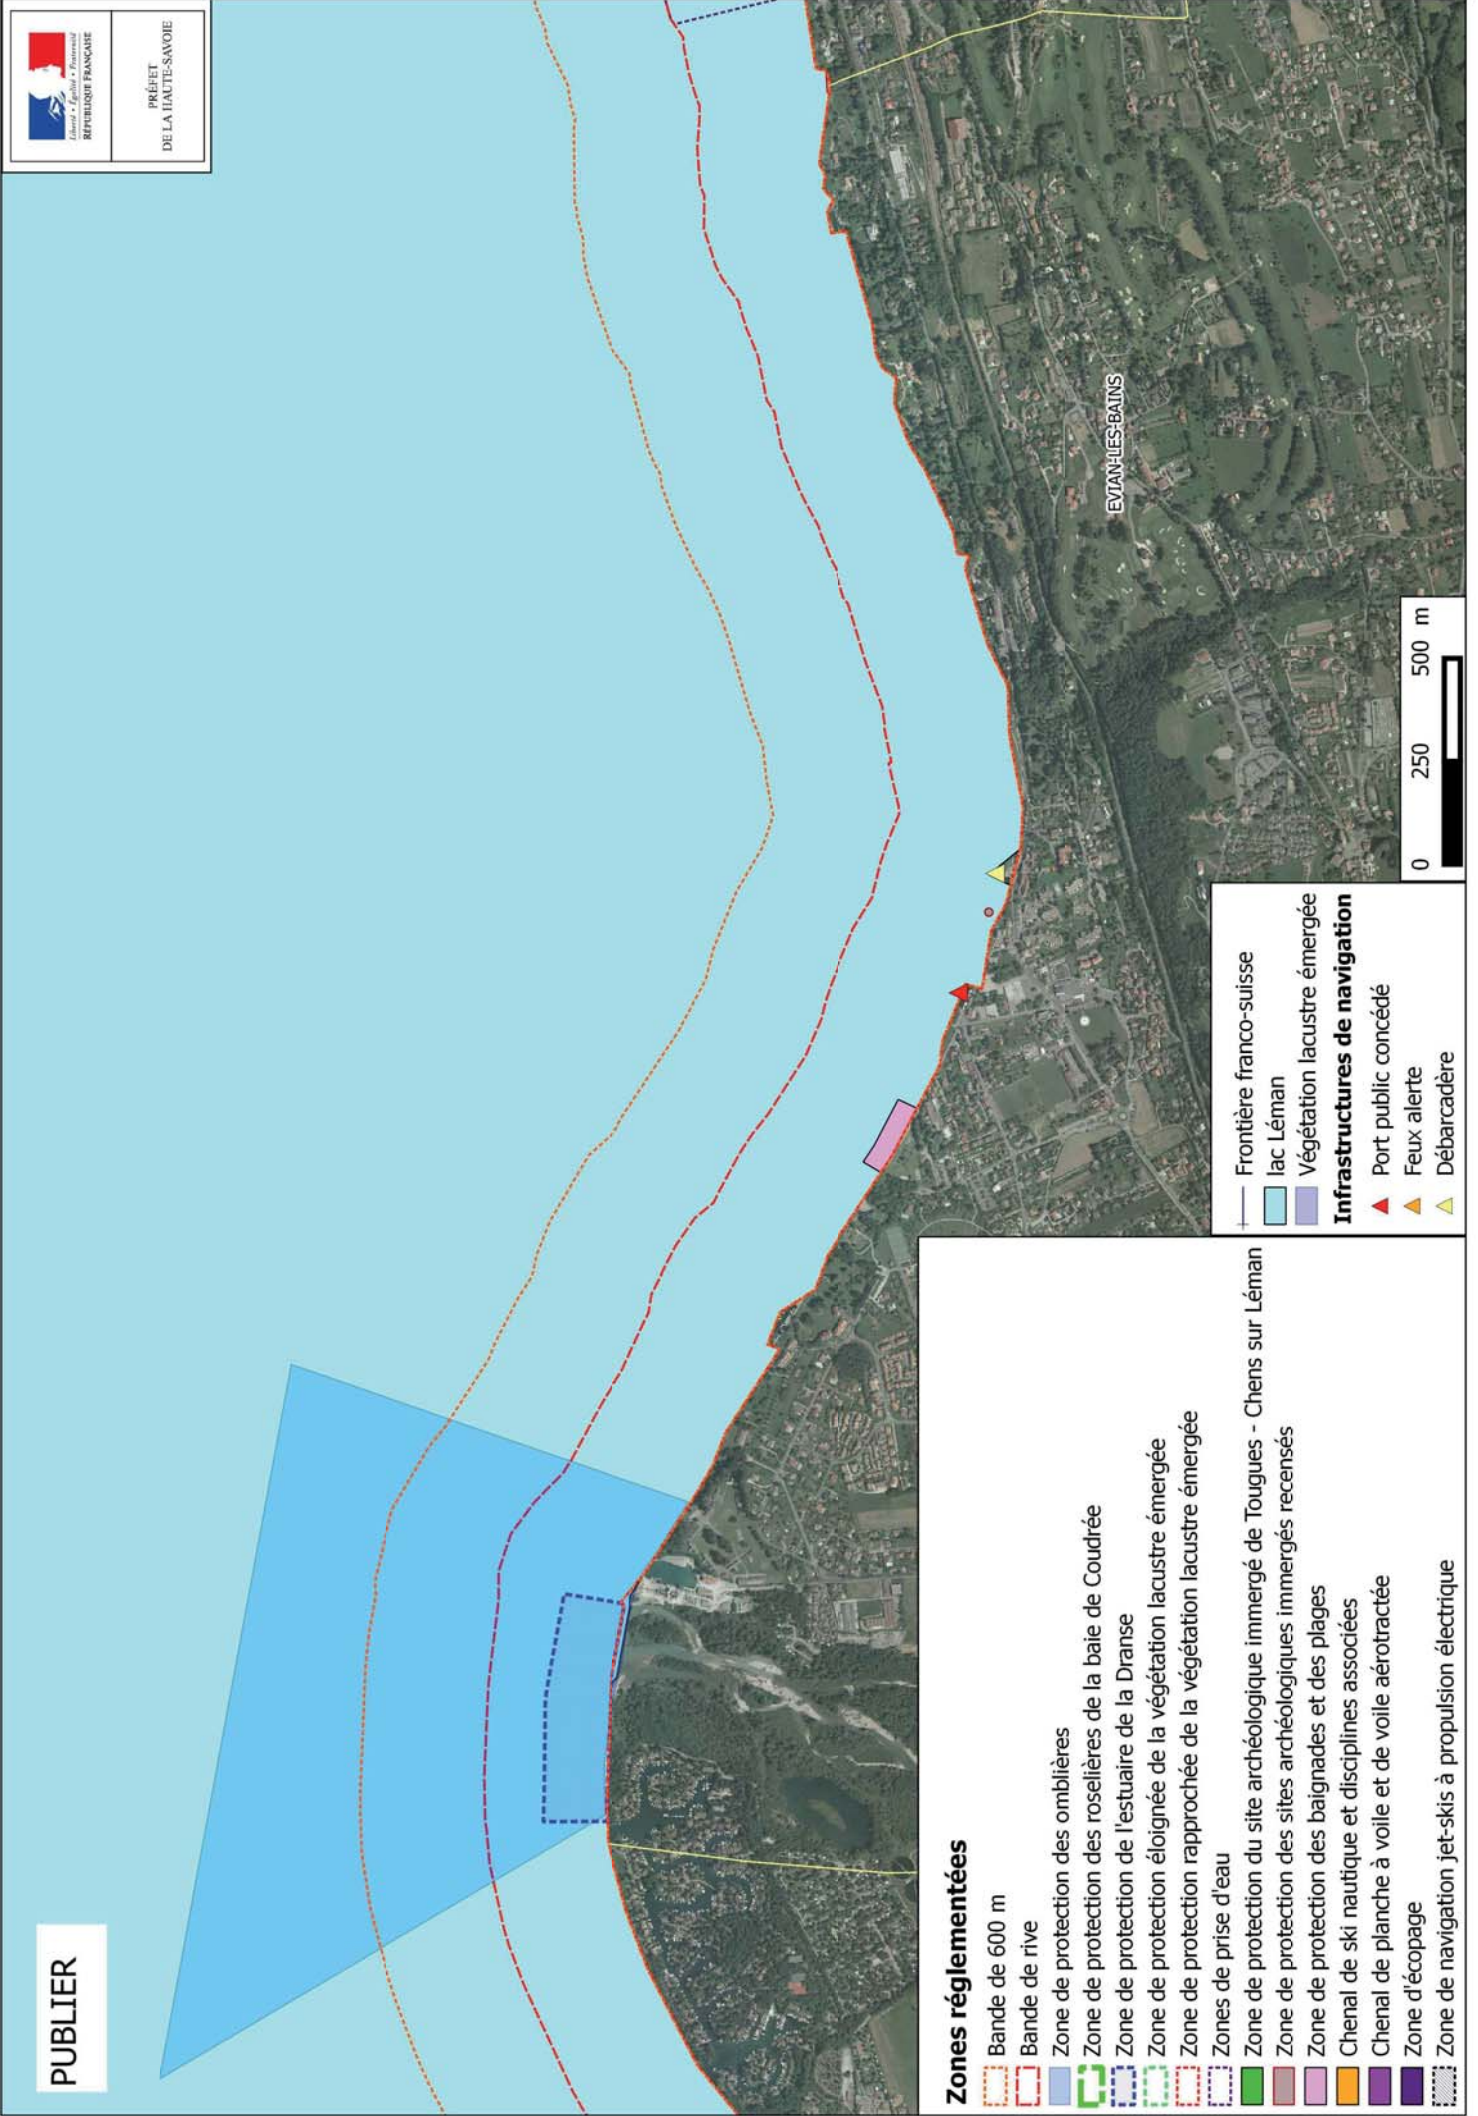 PUBLIER
Liberté • Égalité • Fraternité
RÉPUBLIQUE FRANÇAISE
PRÉFET
DE LA HAUTE-SAVOIE
EVIAN-LES-BAINS
Zones réglementées
Bande de 600 m
Bande de rive
Zone de protection des omblières
Zone de protection des roselières de la baie de Coudrée
Zone de protection de l'estuaire de la Dranse
Zone de protection éloignée de la végétation lacustre émergée
Zone de protection rapprochée de la végétation lacustre émergée
Zones de prise d'eau
Zone de protection du site archéologique immergé de Tougues - Chens sur Léman
Zone de protection des sites archéologiques immergés recensés
Zone de protection des baignades et des plages
Chenal de ski nautique et disciplines associées
Chenal de planche à voile et de voile aérotractée
Zone d'écopage
Zone de navigation jet-skis à propulsion électrique
Frontière franco-suisse
lac Léman
Végétation lacustre émergée
Infrastructures de navigation
Port public concédé
Feux alerte
Débarcadère
0 250 500 m